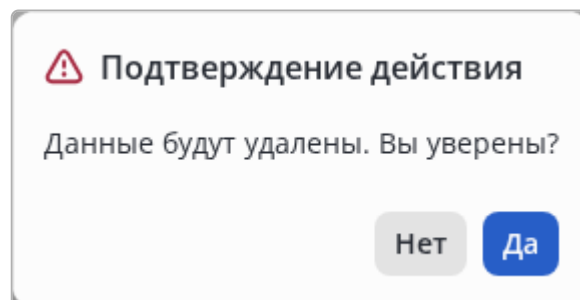 Подтверждение действия
Данные будут удалены. Вы уверены?
Нет Да